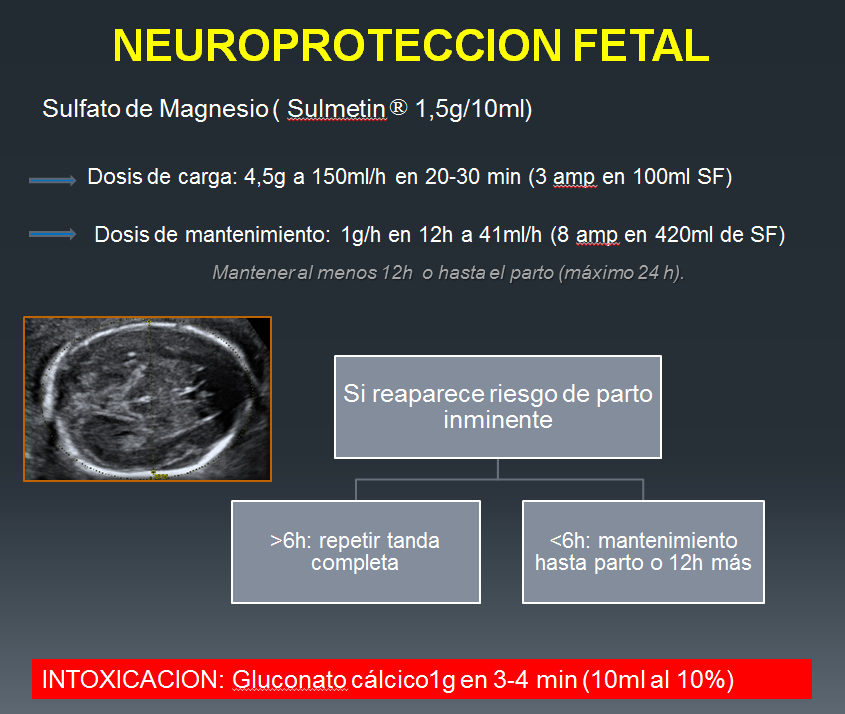 NEUROPROTECCION FETAL
Sulfato de Magnesio ( Sulmetin ® 1,5g/10ml)
Dosis de carga: 4,5g a 150ml/h en 20-30 min (3 amp en 100ml SF)
Dosis de mantenimiento: 1g/h en 12h a 41ml/h (8 amp en 420ml de SF)
Mantener al menos 12h o hasta el parto (máximo 24 h).
Si reaparece riesgo de parto
inminente
>6h: repetir tanda
completa
<6h: mantenimiento
hasta parto o 12h más
INTOXICACION: Gluconato cálcico1g en 3-4 min (10ml al 10%)